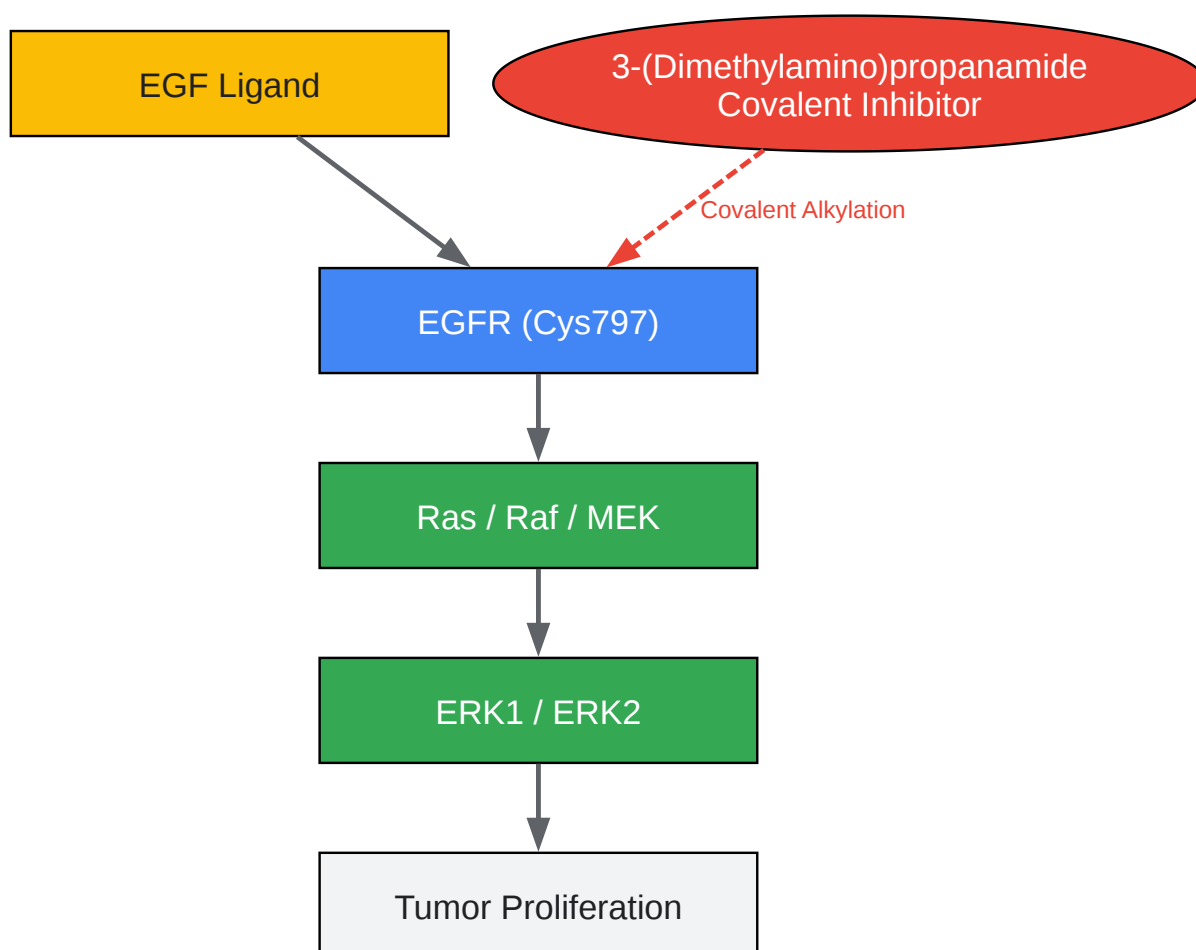 EGF Ligand
3-(Dimethylamino)propanamide
Covalent Inhibitor
Covalent Alkylation
EGFR (Cys797)
Ras / Raf / MEK
ERK1 / ERK2
Tumor Proliferation